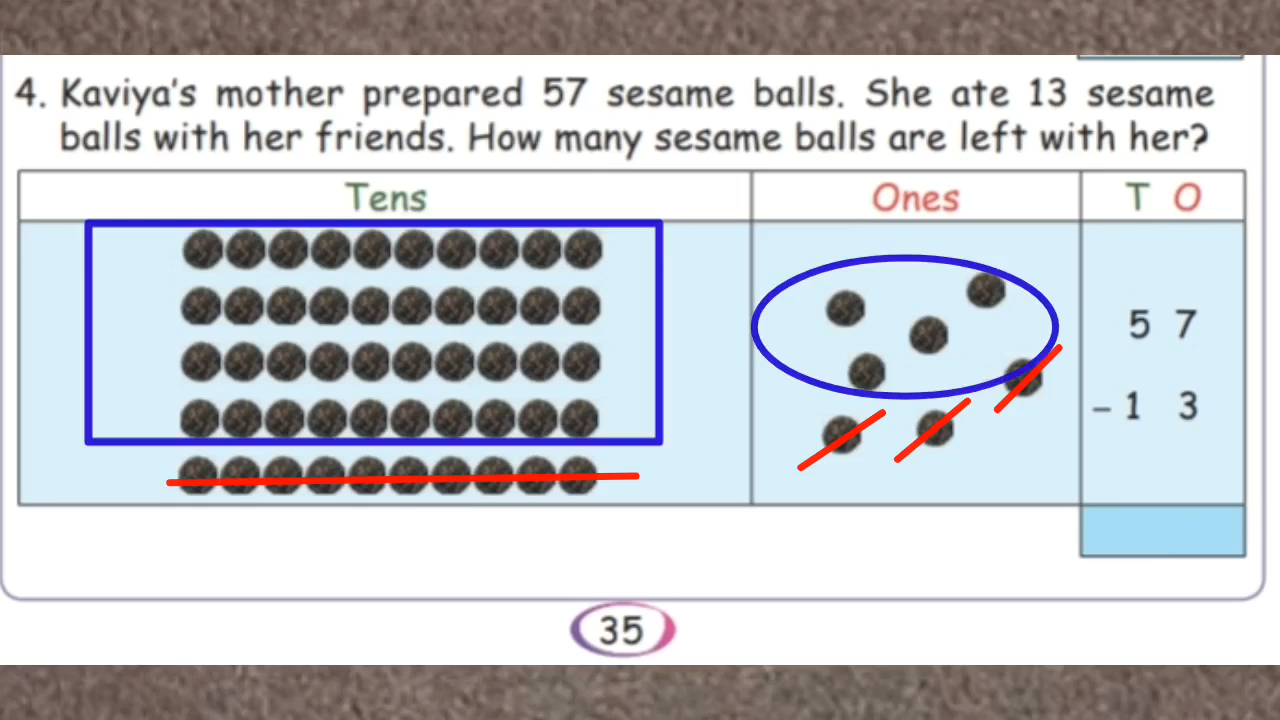 4. Kaviya's mother prepared 57 sesame balls. She ate 13 sesame
balls with her friends. How many sesame balls are left with her?
Tens Ones T O
5 7
– 1 3
35